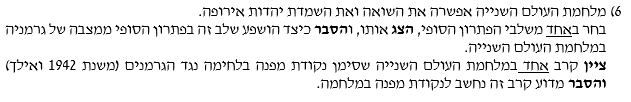 6) מלחמת העולם השנייה אפשרה את השואה ואת השמדת יהדות אירופה.
בחר באחד משלבי הפתרון הסופי, הצג אותו, והסבר כיצד הושפע שלב זה בפתרון הסופי ממצבה של גרמניה
במלחמת העולם השנייה.
ציין קרב אחד במלחמת העולם השנייה שסימן נקודת מפנה בלחימה נגד הגרמנים (משנת 1942 ואילך)
והסבר מדוע קרב זה נחשב לנקודת מפנה במלחמה.